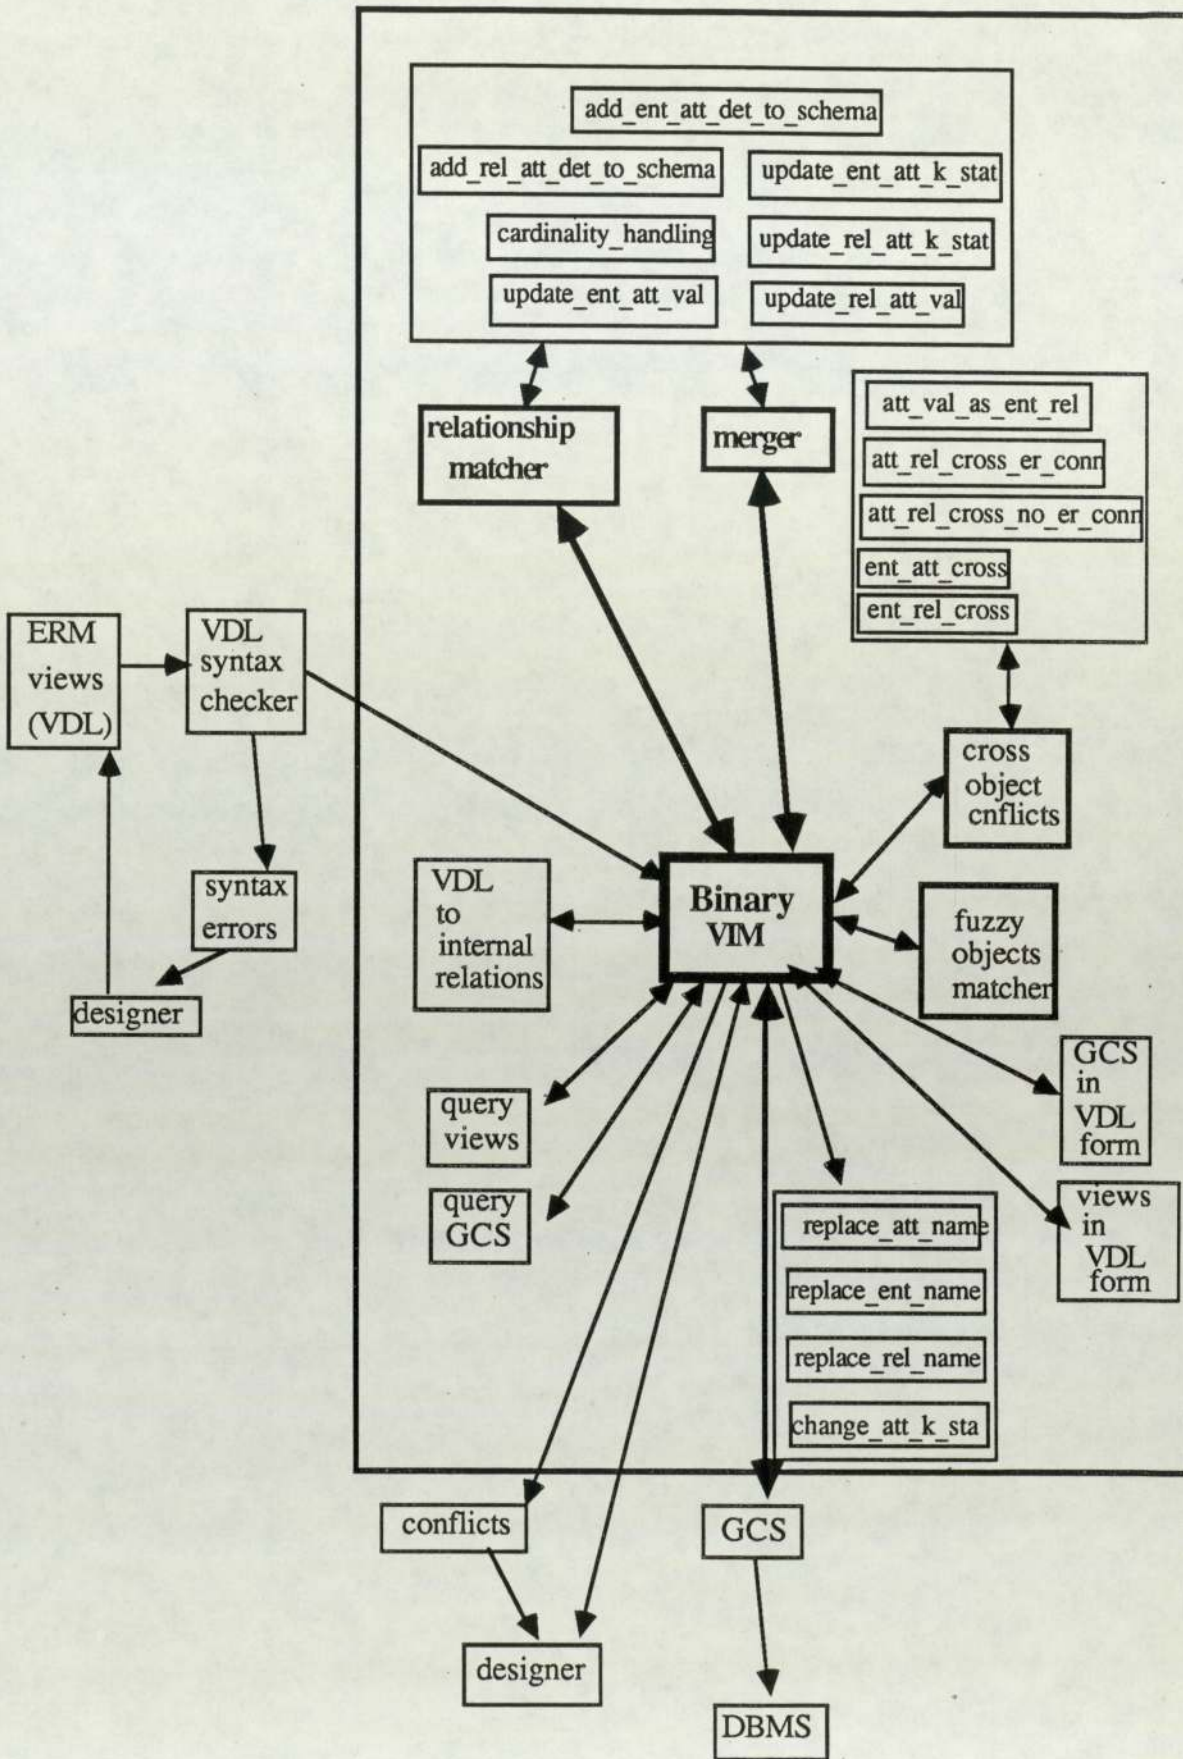 add_ent_att_det_to_schema
add_rel_att_det_to_schema
update_ent_att_k_stat
cardinality_handling
update_rel_att_k_stat
update_ent_att_val
update_rel_att_val
relationship
matcher
merger
att_val_as_ent_rel
att_rel_cross_er_conn
att_rel_cross_no_er_conn
ent_att_cross
ent_rel_cross
ERM
views
(VDL)
VDL
syntax
checker
syntax
errors
designer
cross
object
cnflicts
VDL
to
internal
relations
Binary
VIM
fuzzy
objects
matcher
query
views
query
GCS
GCS
in
VDL
form
views
in
VDL
form
replace_att_name
replace_ent_name
replace_rel_name
change_att_k_sta
conflicts
GCS
designer
DBMS